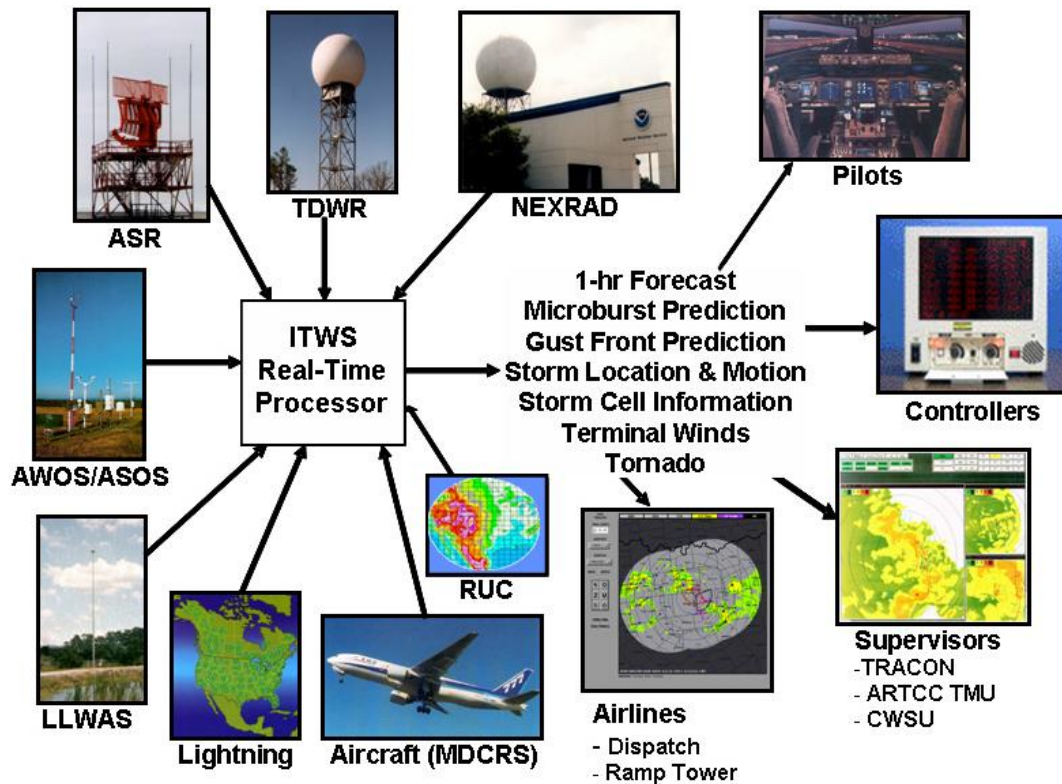 ASR
TDWR
NEXRAD
Pilots
ITWS
Real-Time
Processor
1-hr Forecast
Microburst Prediction
Gust Front Prediction
Storm Location & Motion
Storm Cell Information
Terminal Winds
Tornado
Controllers
AWOS/ASOS
RUC
LLWAS
Lightning
Aircraft (MDCRS)
777
Airlines
- Dispatch
- Ramp Tower
Supervisors
-TRACON
- ARTCC TMU
- CWSU